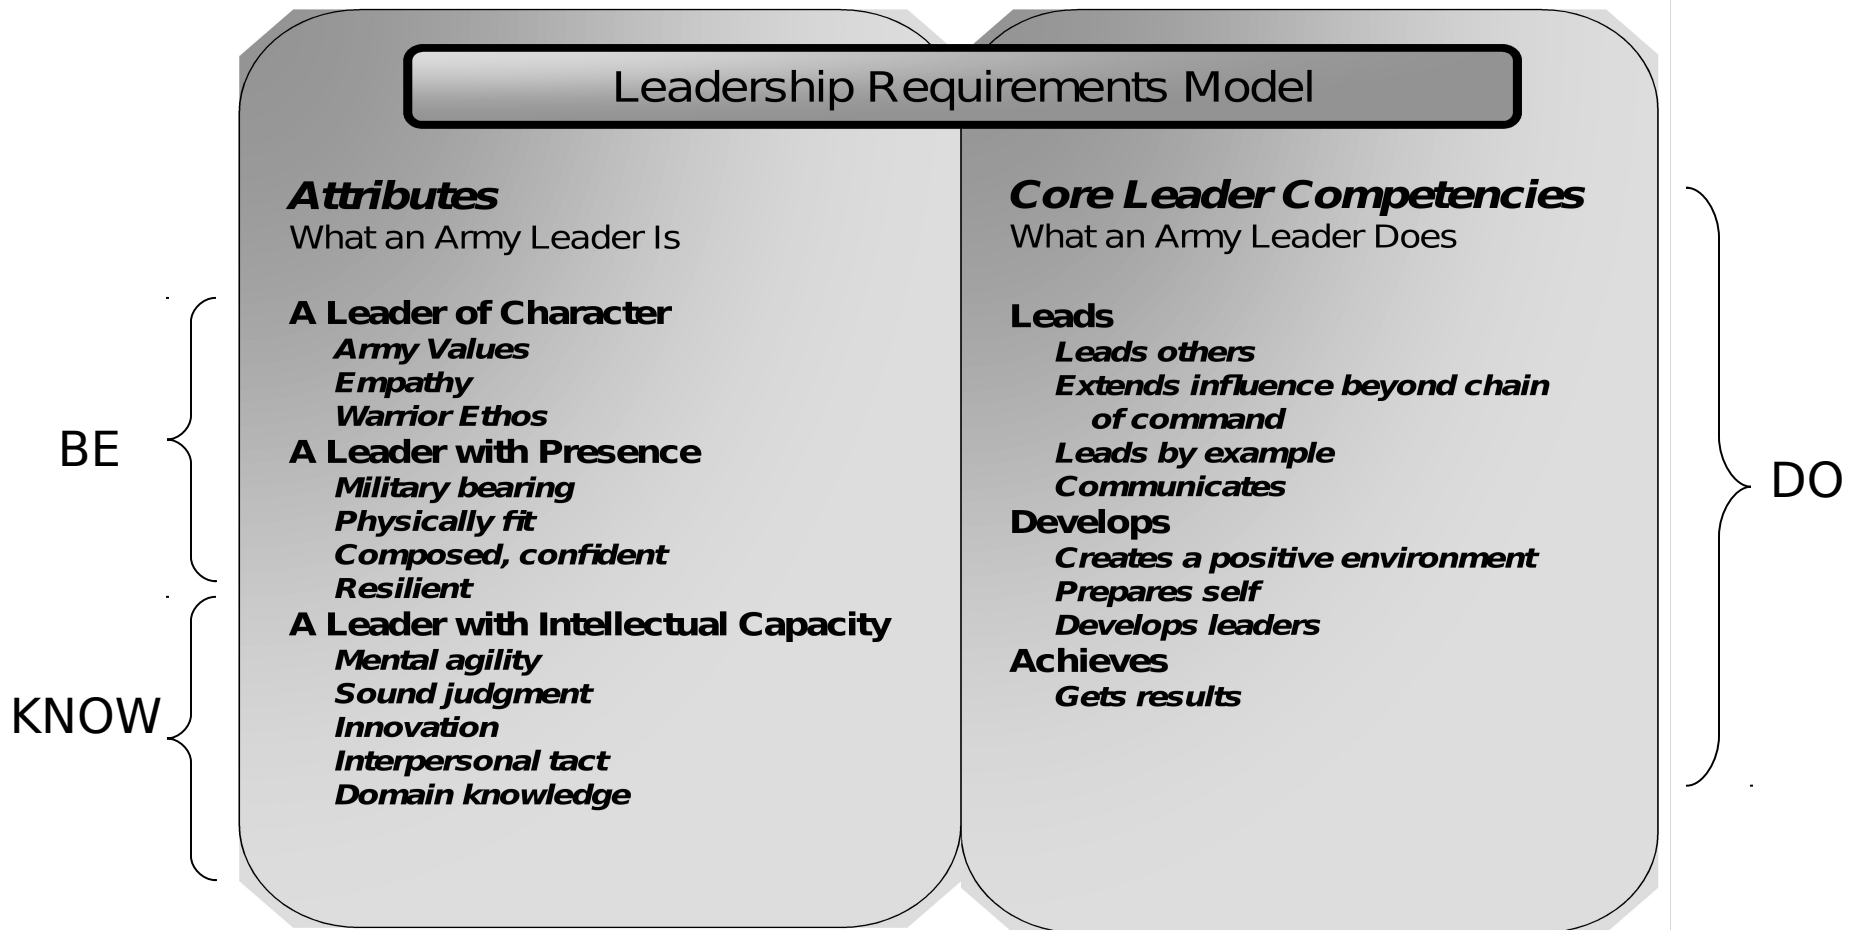 Leadership Requirements Model
Attributes
What an Army Leader Is
A Leader of Character
Army Values
Empathy
Warrior Ethos
A Leader with Presence
Military bearing
Physically fit
Composed, confident
Resilient
A Leader with Intellectual Capacity
Mental agility
Sound judgment
Innovation
Interpersonal tact
Domain knowledge
BE
KNOW
Core Leader Competencies
What an Army Leader Does
Leads
Leads others
Extends influence beyond chain
of command
Leads by example
Communicates
Develops
Creates a positive environment
Prepares self
Develops leaders
Achieves
Gets results
DO